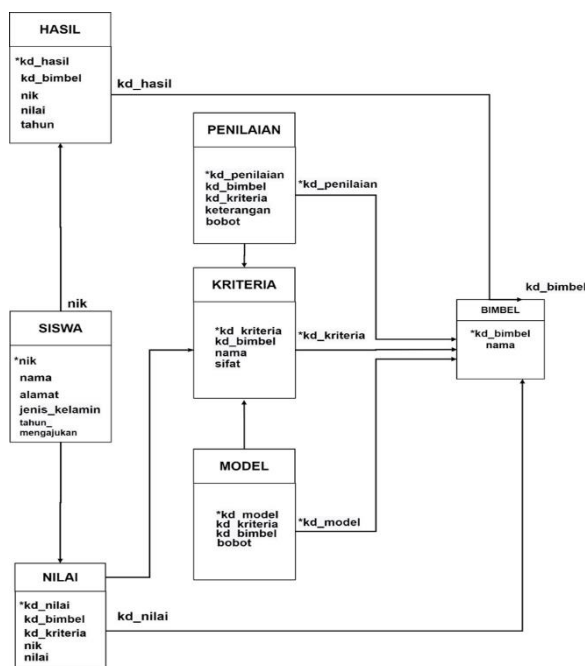 HASIL
*kd_hasil
kd_bimbel
nik
nilai
tahun
kd_hasil
PENILAIAN
*kd_penilaian
kd_bimbel
kd_kriteria
keterangan
bobot
*kd_penilaian
KRITERIA
*kd_kriteria
kd_bimbel
nama
sifat
*kd_kriteria
kd_bimbel
BIMBEL
*kd_bimbel
nama
nik
SISWA
*nik
nama
alamat
jenis_kelamin
tahun_
mengajukan
MODEL
*kd_model
kd_kriteria
kd_bimbel
bobot
*kd_model
NILAI
*kd_nilai
kd_bimbel
kd_kriteria
nik
nilai
kd_nilai